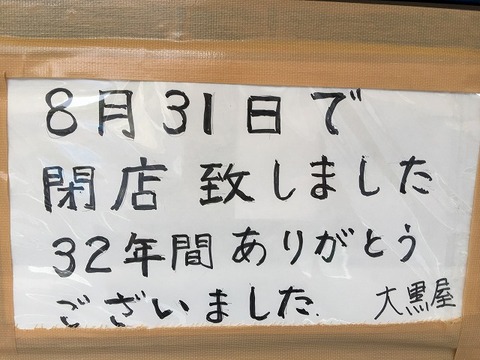 8月31日で
閉店致しました
32年間ありがとう
ございました.
大黒屋